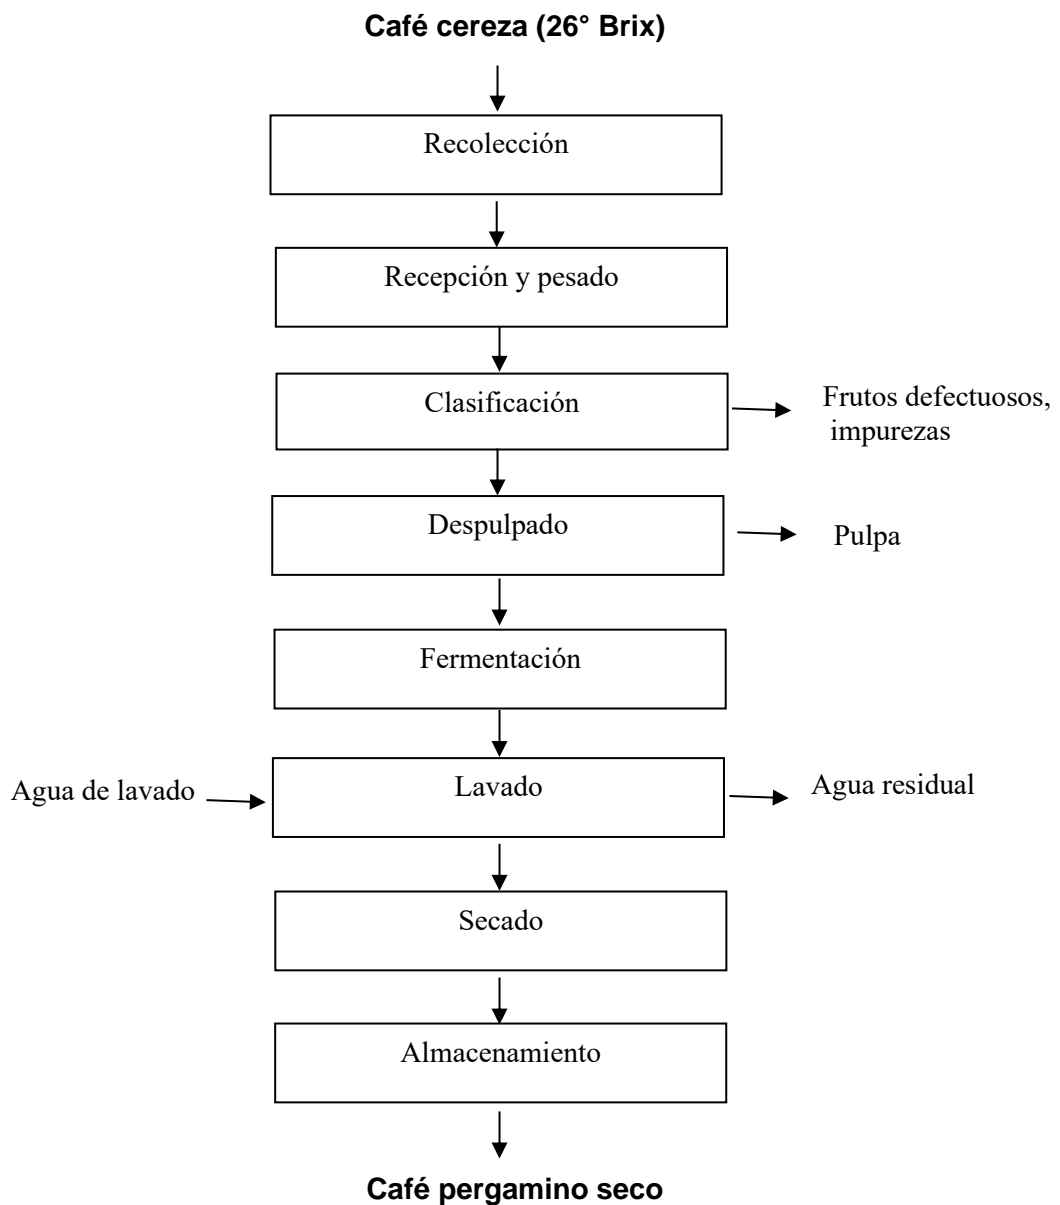 Café cereza (26° Brix)
Recolección
Recepción y pesado
Clasificación
Frutos defectuosos,
impurezas
Despulpado
Pulpa
Fermentación
Agua de lavado
Lavado
Agua residual
Secado
Almacenamiento
Café pergamino seco